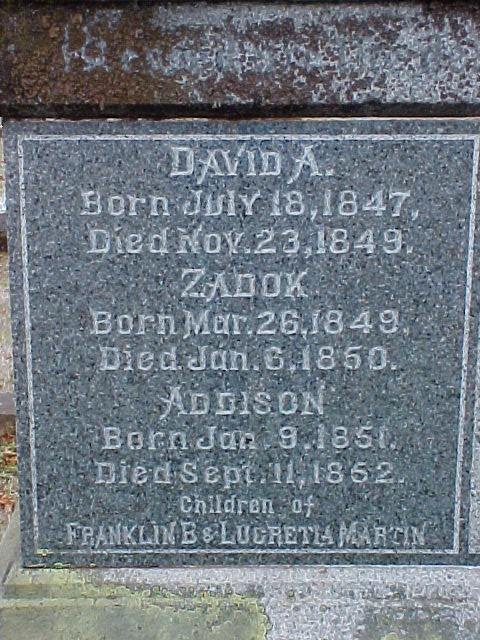 DAVID A.
Born July 18, 1847,
Died Nov. 23, 1849.
ZADOK
Born Mar. 26, 1849.
Died Jan. 6, 1850.
ADDISON
Born Jan. 9, 1851.
Died Sept. 11, 1852.
Children of
FRANKLIN B & LUCRETIA MARTIN